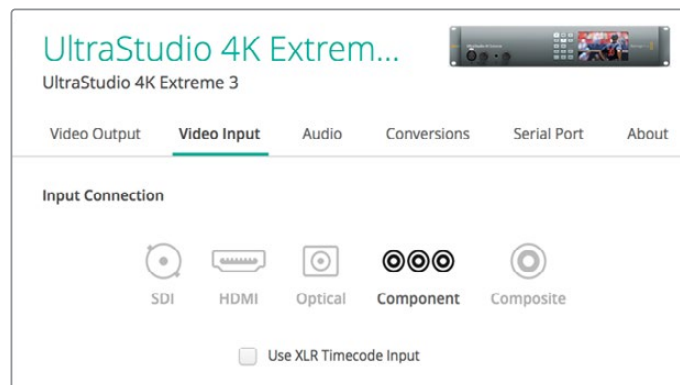 UltraStudio 4K Extrem...
UltraStudio 4K Extreme 3
Video Output Video Input Audio Conversions Serial Port About
Input Connection
SDI HDMI Optical Component Composite
Use XLR Timecode Input